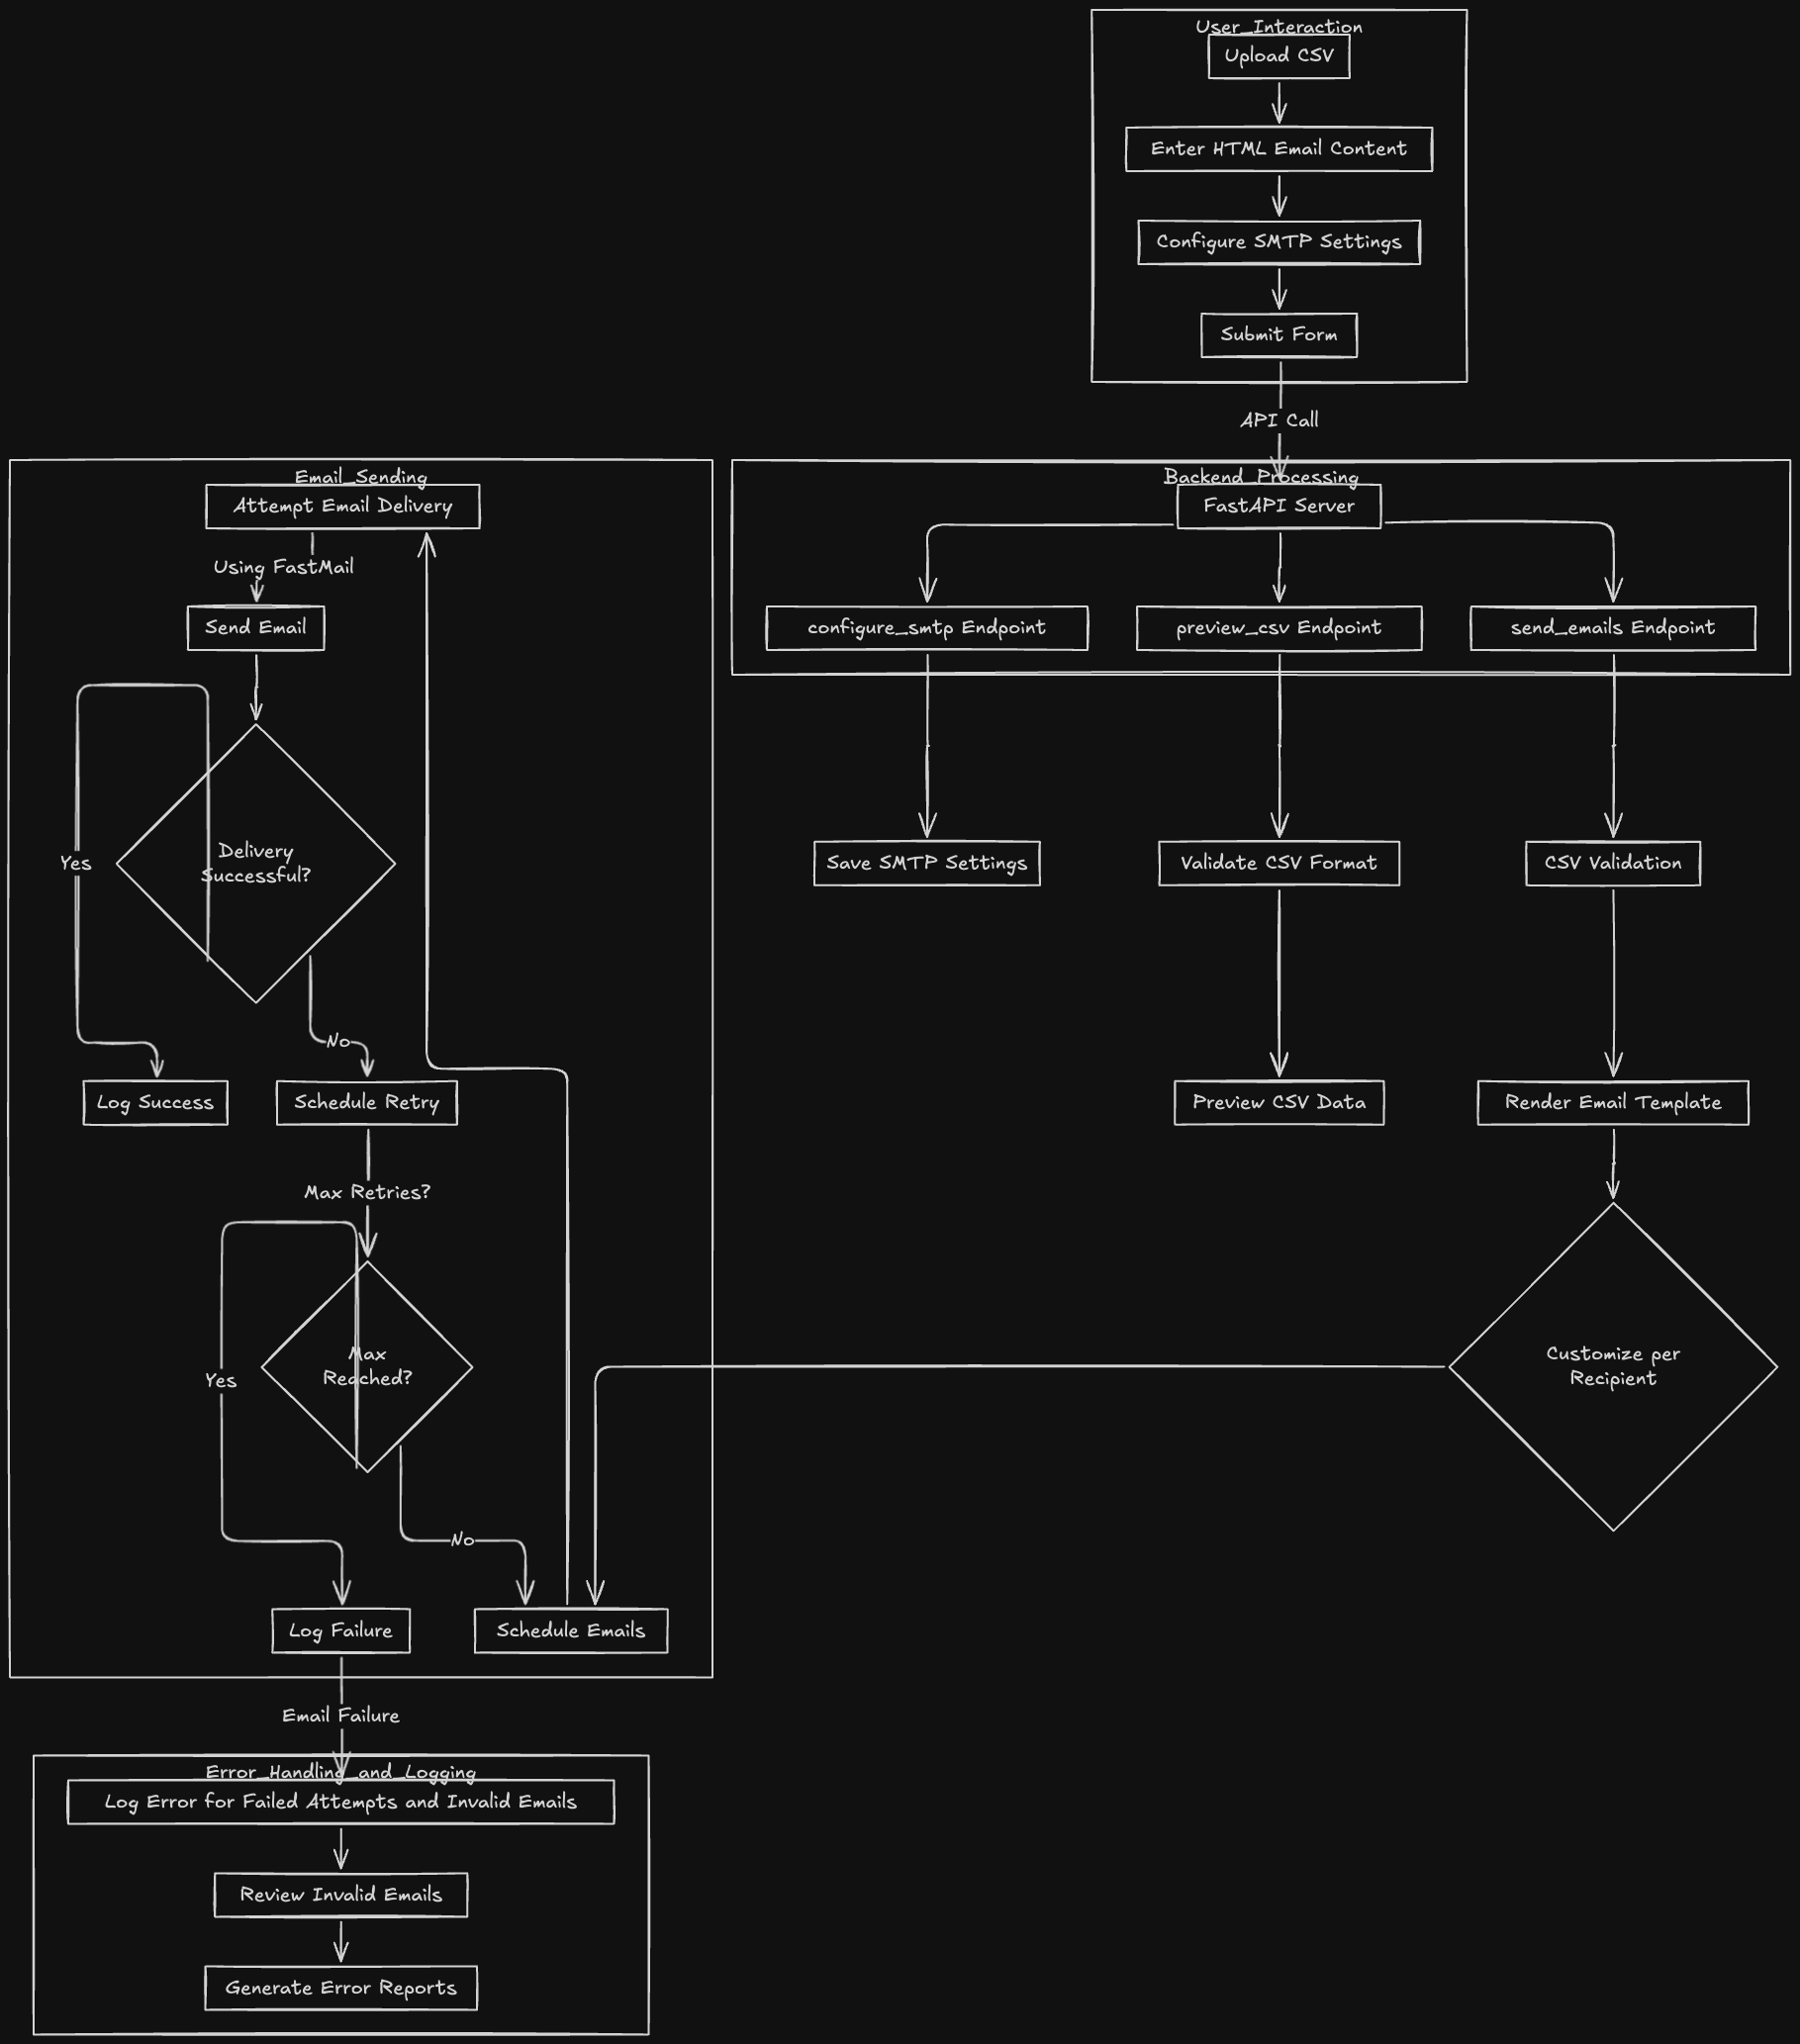 User_Interaction
Upload CSV
Enter HTML Email Content
Configure SMTP Settings
Submit Form
API Call
Backend_Processing
FastAPI Server
configure_smtp Endpoint
preview_csv Endpoint
send_emails Endpoint
Save SMTP Settings
Validate CSV Format
CSV Validation
Preview CSV Data
Render Email Template
Customize per
Recipient
Email_Sending
Attempt Email Delivery
Using FastMail
Send Email
Delivery
Successful?
Yes
No
Log Success
Schedule Retry
Max Retries?
Max
Reached?
Yes
No
Log Failure
Schedule Emails
Email Failure
Error_Handling_and_Logging
Log Error for Failed Attempts and Invalid Emails
Review Invalid Emails
Generate Error Reports